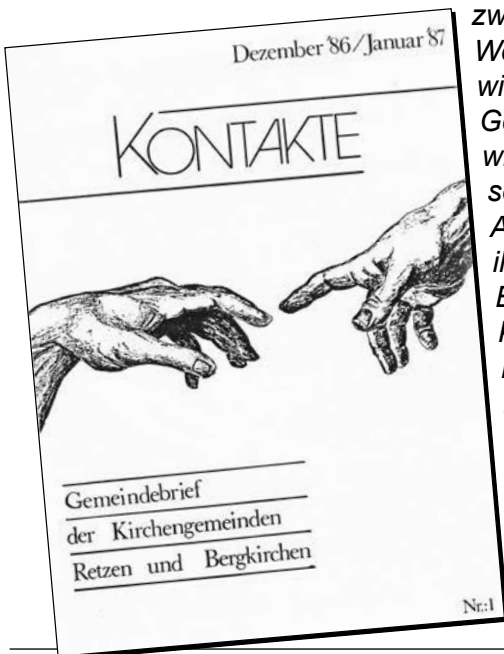 Dezember '86/Januar '87
KONTAKTE
Gemeindebrief
der Kirchengemeinden
Retzen und Bergkirchen
Nr.:1